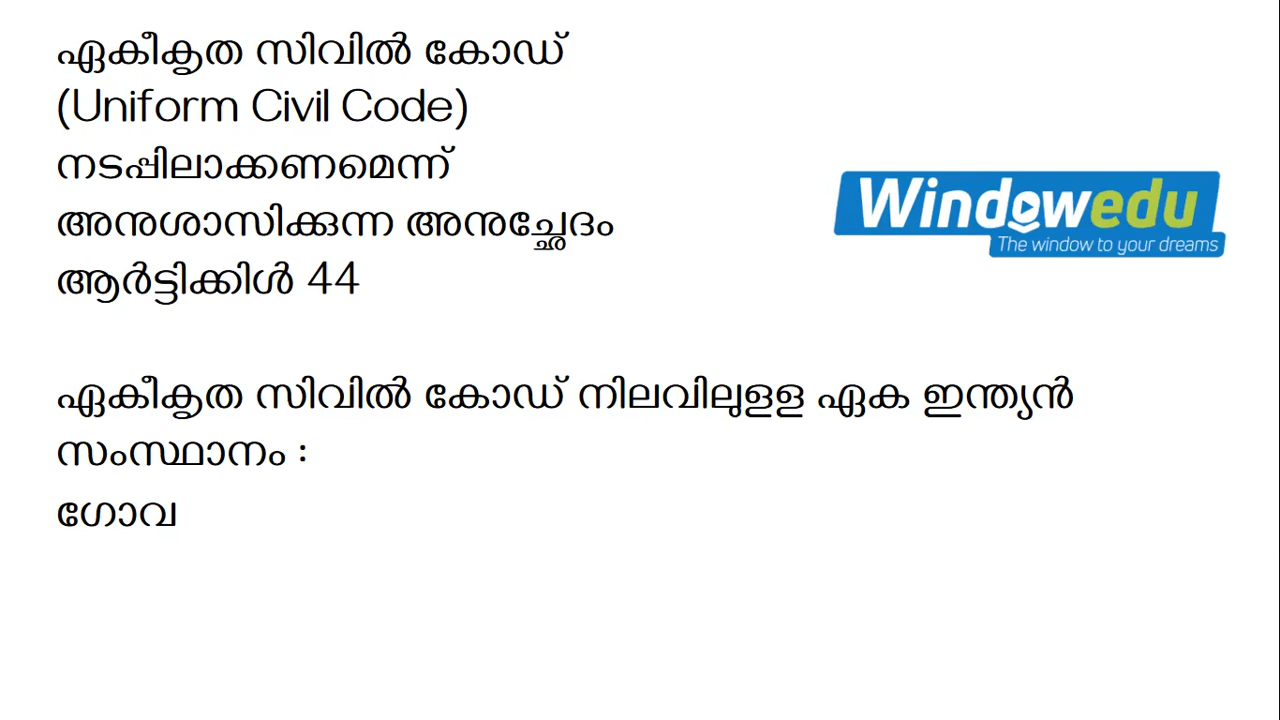 ഏകീകൃത സിവിൽ കോഡ്
(Uniform Civil Code)
നടപ്പിലാക്കണമെന്ന്
അനുശാസിക്കുന്ന അനുച്ഛേദം
ആർട്ടിക്കിൾ 44
Windowedu
The window to your dreams
ഏകീകൃത സിവിൽ കോഡ് നിലവിലുളള ഏക ഇന്ത്യൻ
സംസ്ഥാനം :
ഗോവ